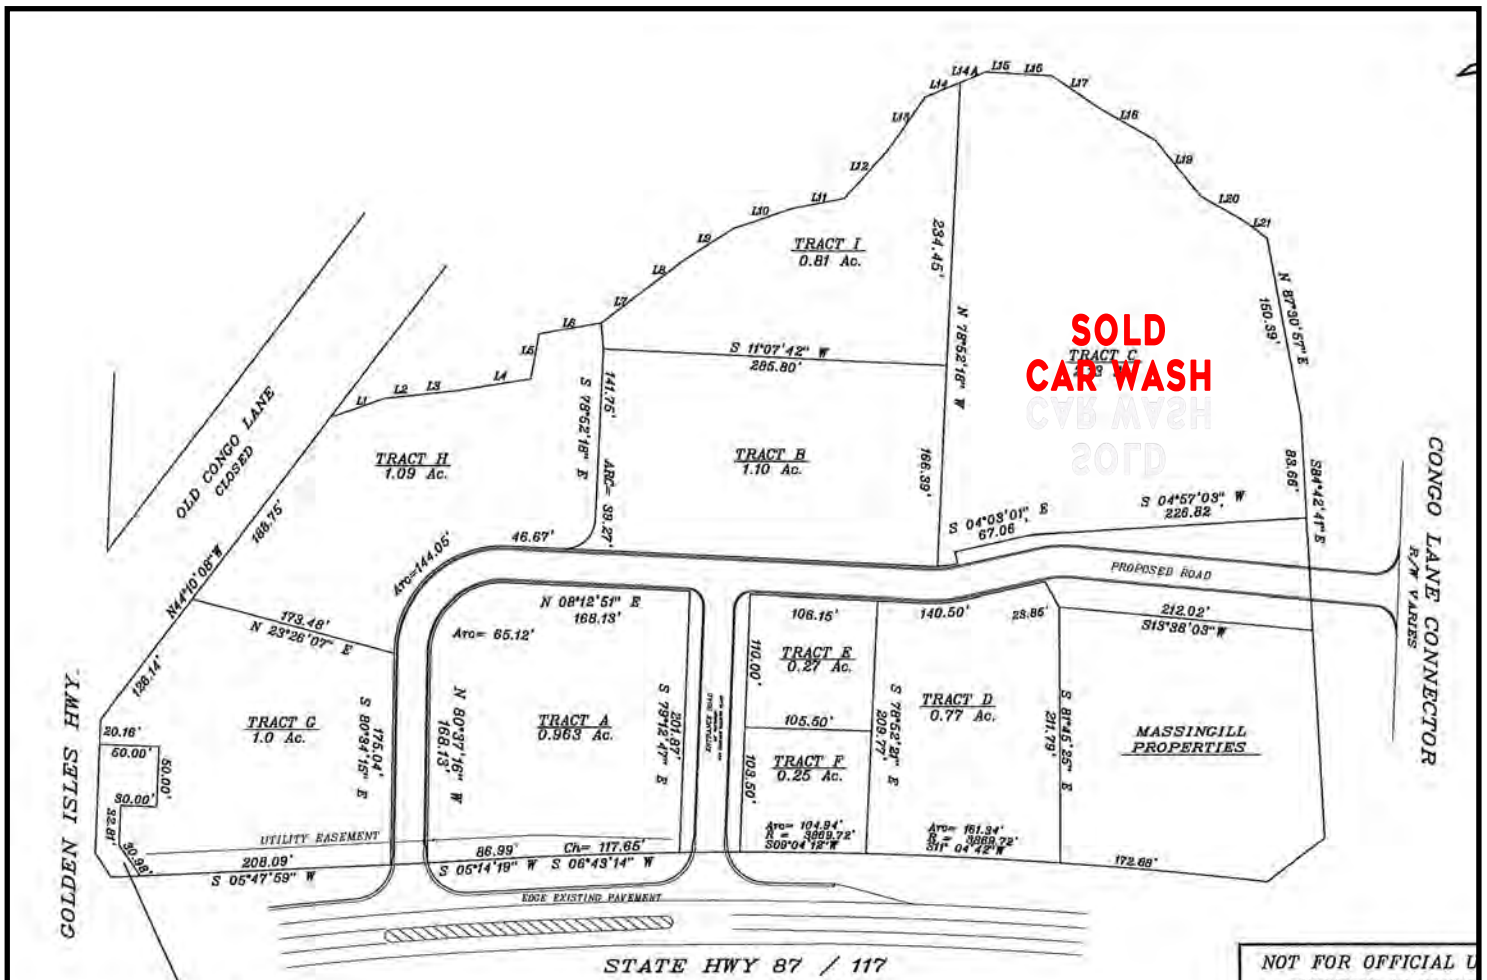 L14
L14A
L15
L16
L17
L18
L19
L20
L21
L13
L12
L11
L10
L9
L8
L7
L6
L5
L4
L3
L2
L1
TRACT I
0.81 Ac.
234.45'
N 78°52'18" W
166.39'
SOLD
CAR WASH
TRACT C
CAR WASH
SOLD
N 87°30'57" E
150.39'
83.66'
S84°42'41" E
S 11°07'42" W
285.80'
141.75'
S 78°52'18" E
ARC= 39.27'
TRACT B
1.10 Ac.
TRACT H
1.09 Ac.
OLD CONGO LANE
CLOSED
188.75'
N44°10'08"W
126.14'
S 04°03'01" E
67.06'
S 04°57'03" W
226.82'
PROPOSED ROAD
CONGO LANE CONNECTOR
R/W VARIES
46.67'
Arc=144.05'
173.48'
N 23°26'07" E
N 08°12'51" E
168.13'
Arc= 65.12'
106.15'
140.50'
23.85'
212.02'
S13°38'03"W
TRACT E
0.27 Ac.
110.00'
105.50'
TRACT F
0.25 Ac.
103.50'
Arc= 104.94'
R = 3869.72'
S09°04'12"W
S 78°52'21" E
209.77'
TRACT D
0.77 Ac.
Arc= 161.34'
R = 3869.72'
S11°04'42"W
S 81°45'25" E
211.79'
MASSINGILL
PROPERTIES
172.68'
TRACT G
1.0 Ac.
175.04'
S 80°34'15" E
TRACT A
0.963 Ac.
N 80°37'16" W
168.13'
S 79°12'47" E
201.87'
ENTRANCE ROAD
20.16'
50.00'
50.00'
30.00'
32.81'
30.98'
UTILITY EASEMENT
208.09'
S 05°47'59" W
86.99'
S 05°14'19" W
Ch= 117.65'
S 06°43'14" W
EDGE EXISTING PAVEMENT
GOLDEN ISLES HWY.
STATE HWY 87 / 117
NOT FOR OFFICIAL U